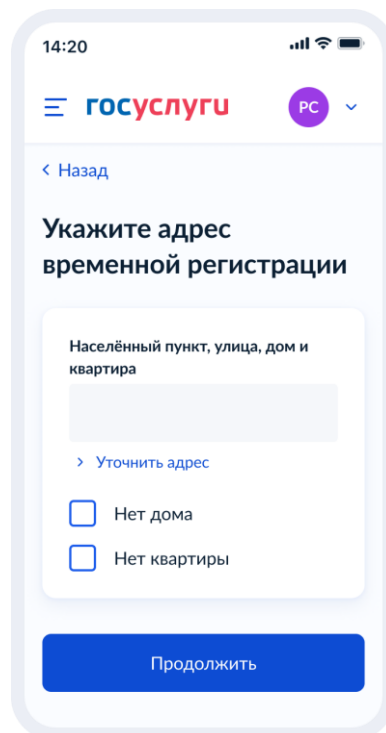 14:20
госуслуги
РС
Назад
Укажите адрес
временной регистрации
Населённый пункт, улица, дом и
квартира
Уточнить адрес
Нет дома
Нет квартиры
Продолжить